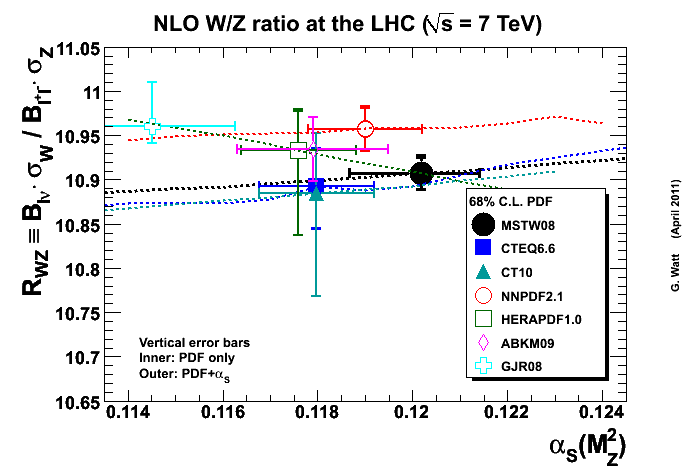 NLO W/Z ratio at the LHC (√s = 7 TeV)
R_WZ ≡ B_lν · σ_W / B_l⁺l⁻ · σ_Z
11.05
11
10.95
10.9
10.85
10.8
10.75
10.7
10.65
68% C.L. PDF
MSTW08
CTEQ6.6
CT10
NNPDF2.1
HERAPDF1.0
ABKM09
GJR08
Vertical error bars
Inner: PDF only
Outer: PDF+α_S
0.114 0.116 0.118 0.12 0.122 0.124
α_S(M_Z²)
G. Watt (April 2011)